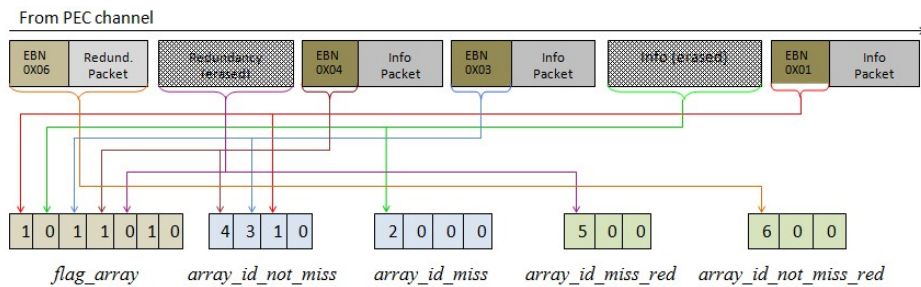 From PEC channel
EBN 0X06
Redund. Packet
Redundancy (erased)
EBN 0X04
Info Packet
EBN 0X03
Info Packet
Info (erased)
EBN 0X01
Info Packet
1 0 1 1 0 1 0
4 3 1 0
2 0 0 0
5 0 0
6 0 0
flag_array
array_id_not_miss
array_id_miss
array_id_miss_red
array_id_not_miss_red